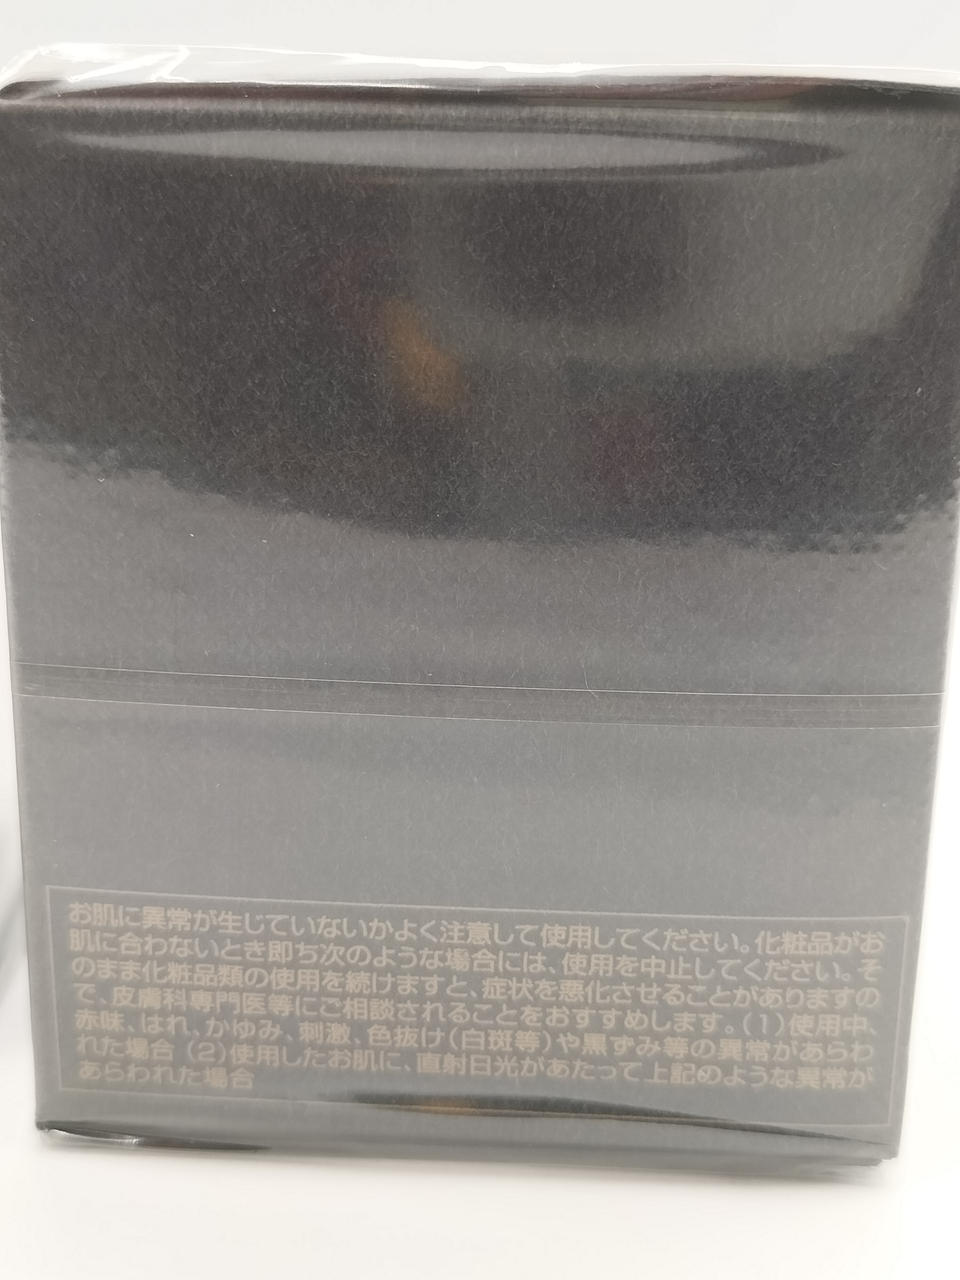 お肌に異常が生じていないかよく注意して使用してください。化粧品がお
肌に合わないとき即ち次のような場合には、使用を中止してください。そ
のまま化粧品類の使用を続けますと、症状を悪化させることがありますの
で、皮膚科専門医等にご相談されることをおすすめします。(1)使用中、
赤味、はれ、かゆみ、刺激、色抜け(白斑等)や黒ずみ等の異常があらわ
れた場合 (2)使用したお肌に、直射日光があたって上記のような異常が
あらわれた場合